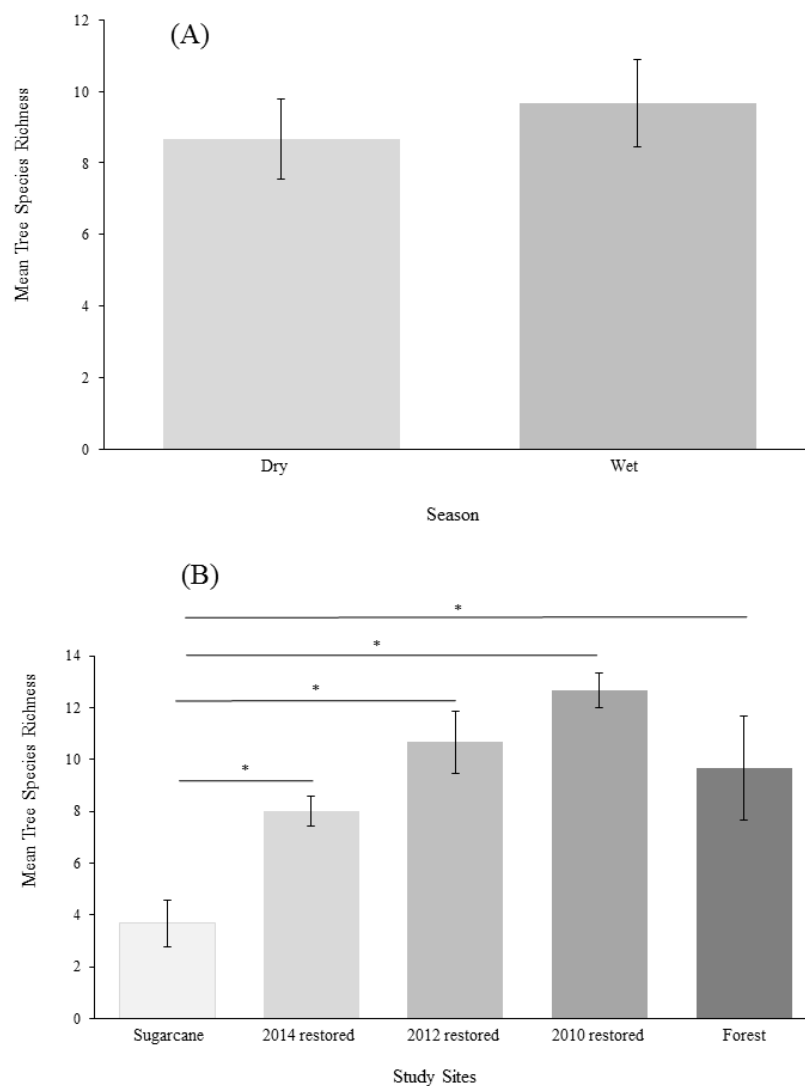 (A)
Mean Tree Species Richness
12
10
8
6
4
2
0
Dry Wet
Season
(B)
*
*
*
*
Mean Tree Species Richness
14
12
10
8
6
4
2
0
Sugarcane 2014 restored 2012 restored 2010 restored Forest
Study Sites